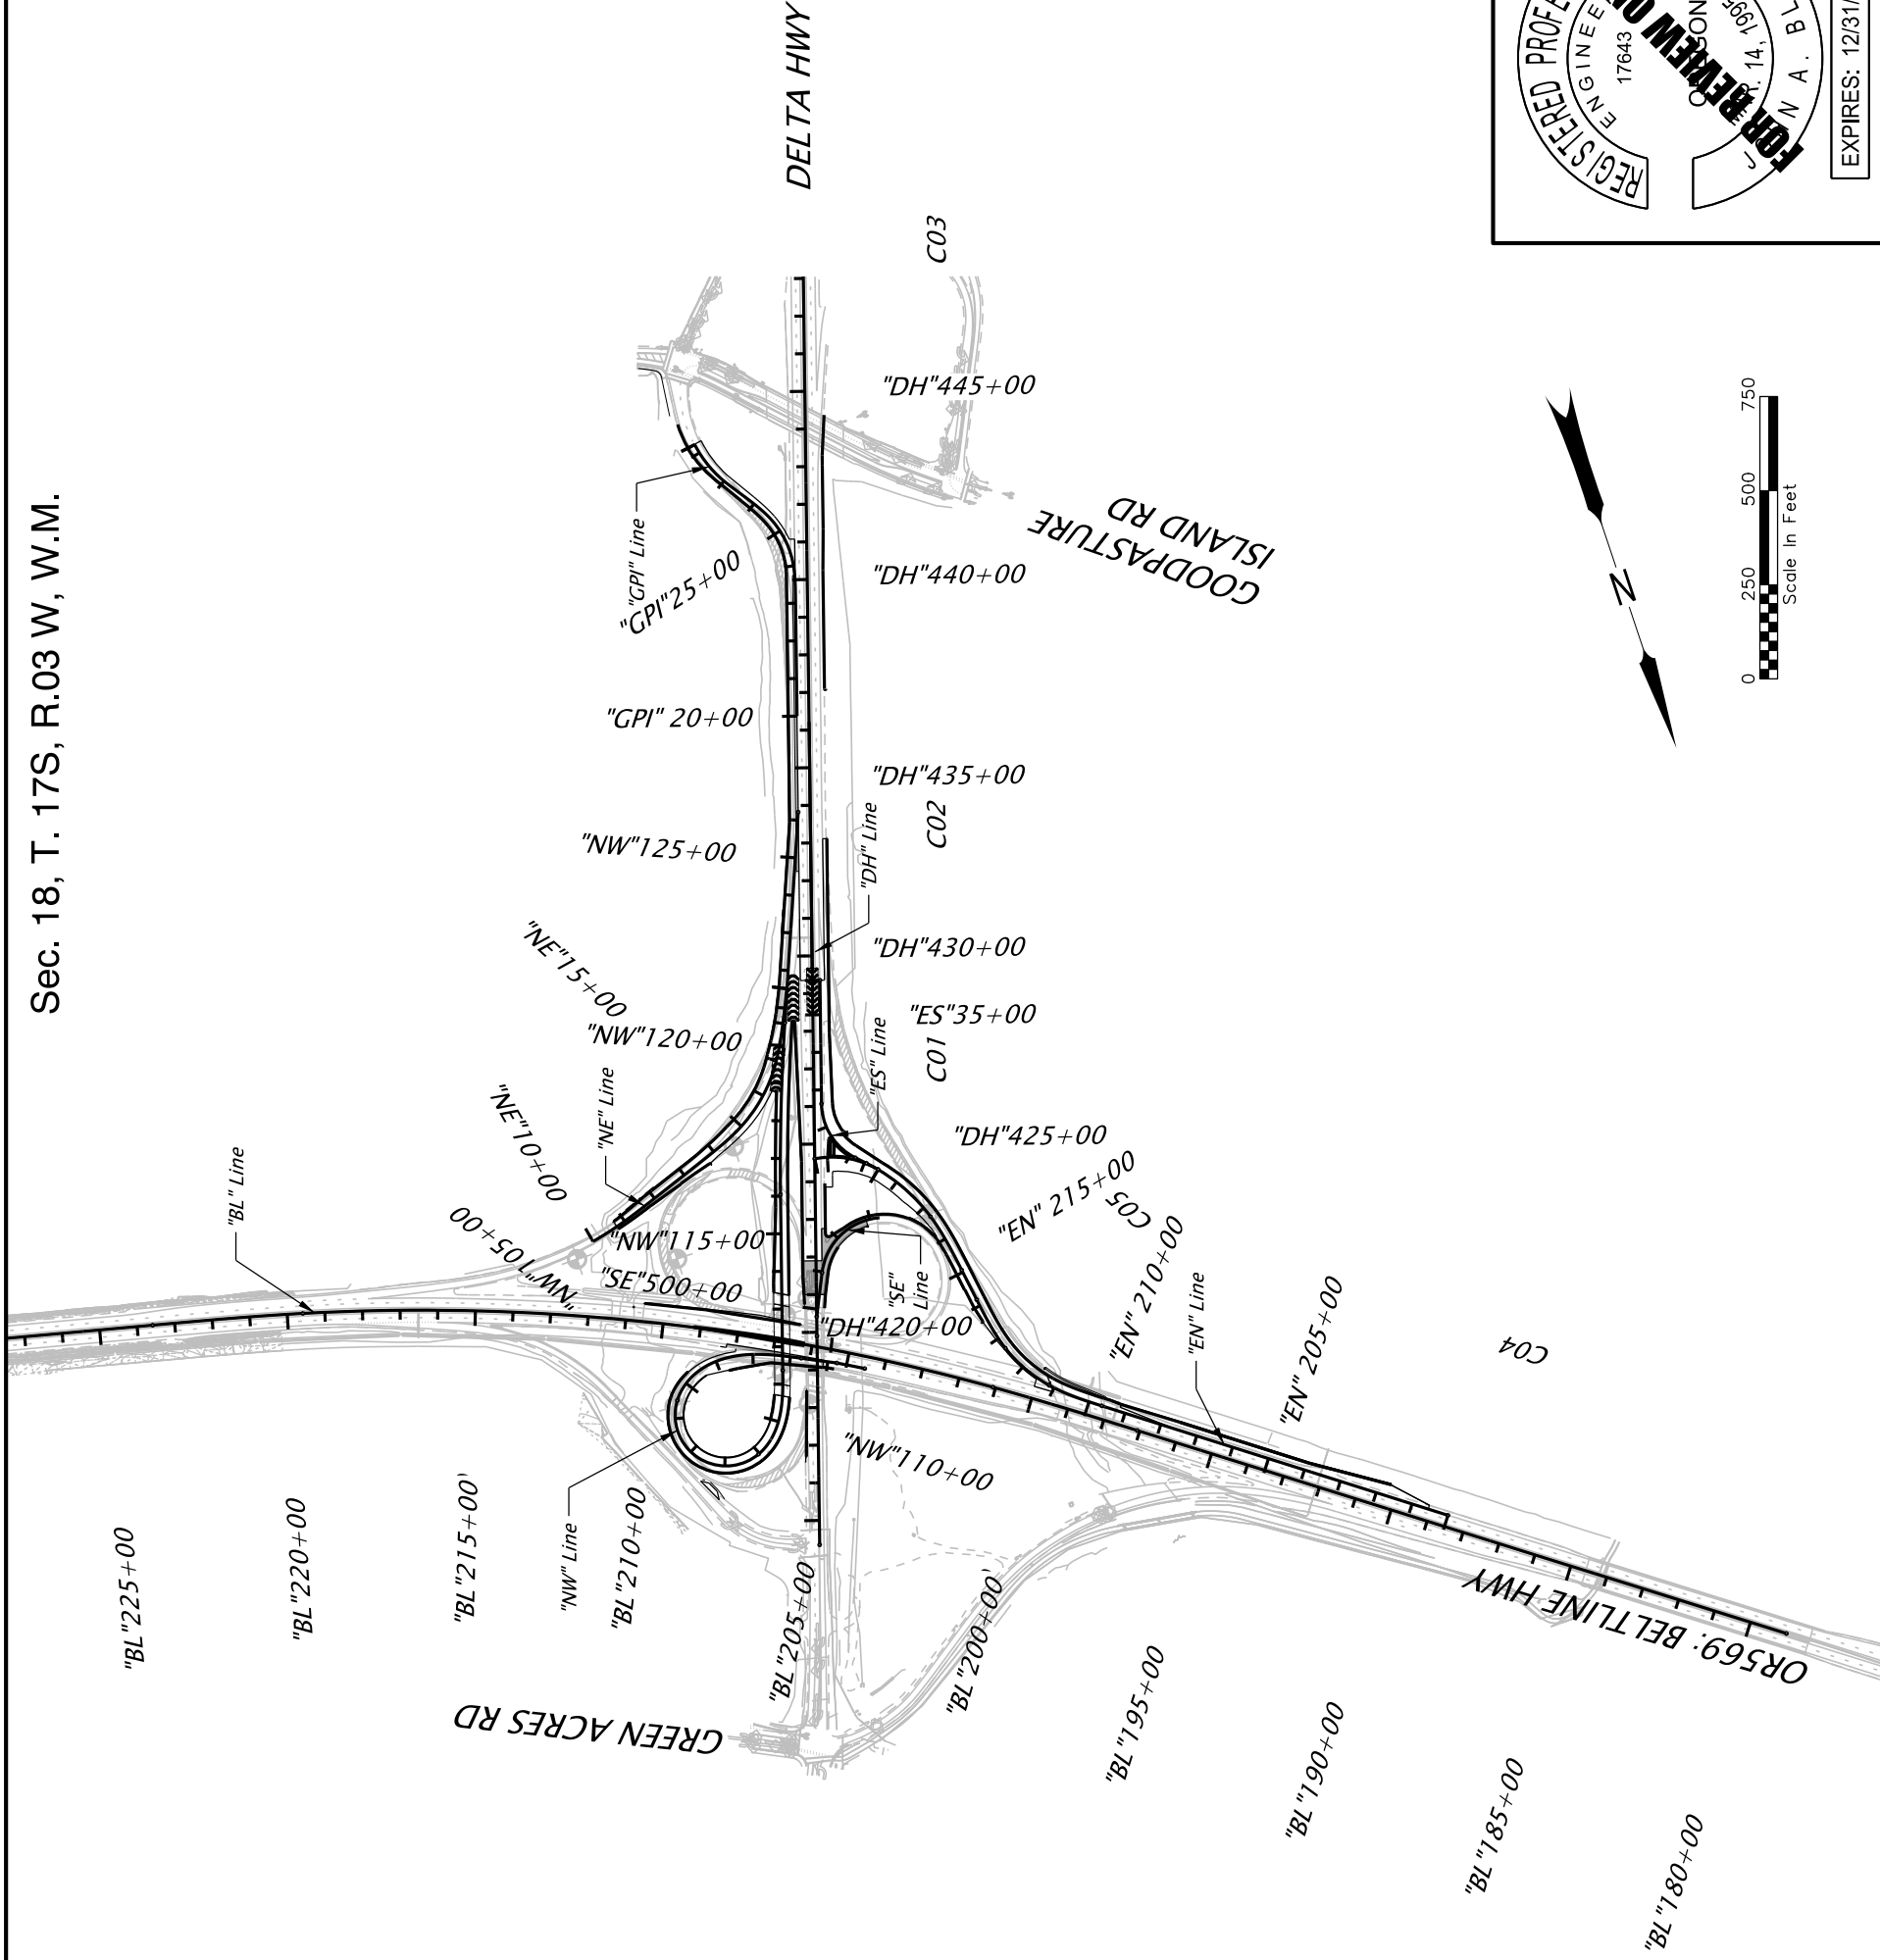 Sec. 18, T. 17S, R.03 W, W.M.
DELTA HWY
C03
"DH"445+00
GOODPASTURE
ISLAND RD
"GPI" Line
"GPI"25+00
"DH"440+00
"GPI" 20+00
"DH"435+00
C02
"DH" Line
"NW"125+00
"NE"15+00
"DH"430+00
"ES"35+00
"NW"120+00
"ES" Line
C01
"NE" Line
"NE"10+00
"DH"425+00
"EN" 215+00
C05
"BL" Line
"NW"105+00
"NW"115+00
"SE"500+00
"SE"
Line
"EN" 210+00
"EN" Line
"EN" 205+00
"DH"420+00
C04
"NW"110+00
"NW" Line
"BL"225+00
"BL"220+00
"BL"215+00
"BL"210+00
"BL"205+00
"BL"200+00
"BL"195+00
"BL"190+00
"BL"185+00
"BL"180+00
OR569: BELTLINE HWY
GREEN ACRES RD
N
0 250 500 750
Scale In Feet
REGISTERED
17643
14, 1995
FOR REVIEW
EXPIRES: 12/31/